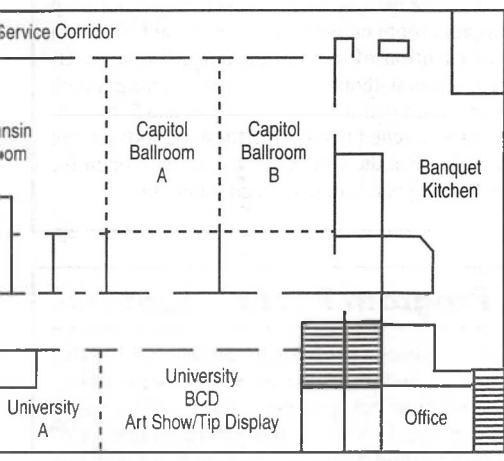 Service Corridor
Capitol
Ballroom
A
Capitol
Ballroom
B
Banquet
Kitchen
University
A
University
BCD
Art Show/Tip Display
Office